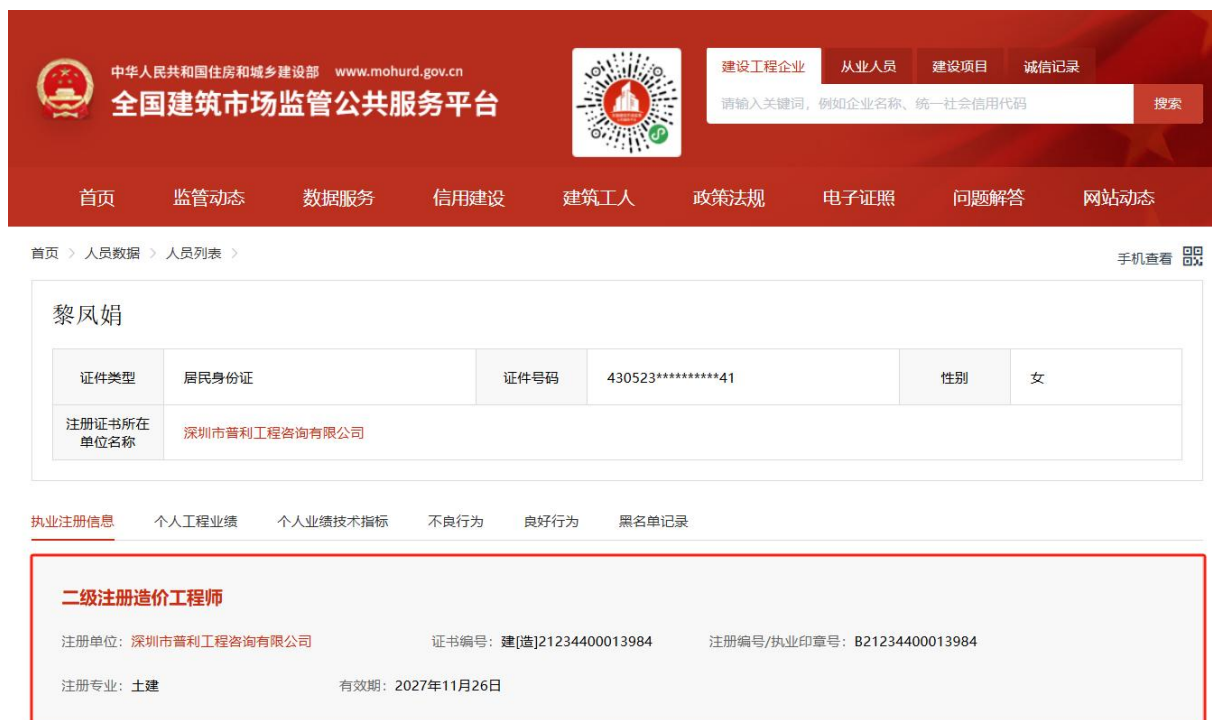 中华人民共和国住房和城乡建设部 www.mohurd.gov.cn
全国建筑市场监管公共服务平台
建设工程企业 从业人员 建设项目 诚信记录
请输入关键词，例如企业名称、统一社会信用代码 搜索
首页 监管动态 数据服务 信用建设 建筑工人 政策法规 电子证照 问题解答 网站动态
首页 > 人员数据 > 人员列表 >
手机查看
黎凤娟
证件类型 居民身份证 证件号码 430523**********41 性别 女
注册证书所在
单位名称
深圳市普利工程咨询有限公司
执业注册信息 个人工程业绩 个人业绩技术指标 不良行为 良好行为 黑名单记录
二级注册造价工程师
注册单位：深圳市普利工程咨询有限公司 证书编号：建[造]21234400013984 注册编号/执业印章号：B21234400013984
注册专业：土建 有效期：2027年11月26日